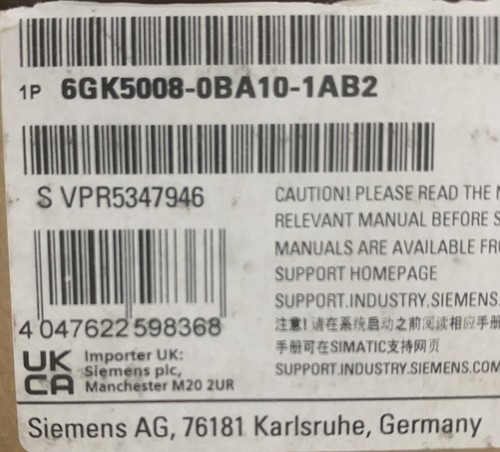 1P 6GK5008-0BA10-1AB2
S VPR5347946
CAUTION! PLEASE READ THE
RELEVANT MANUAL BEFORE
MANUALS ARE AVAILABLE
SUPPORT HOMEPAGE
SUPPORT.INDUSTRY.SIEMENS.
注意! 请在系统启动之前阅读相应手册
手册可在SIMATIC支持网页
SUPPORT.INDUSTRY.SIEMENS.COM
4 047622 598368
UK
CA
Importer UK:
Siemens plc,
Manchester M20 2UR
Siemens AG, 76181 Karlsruhe, Germany